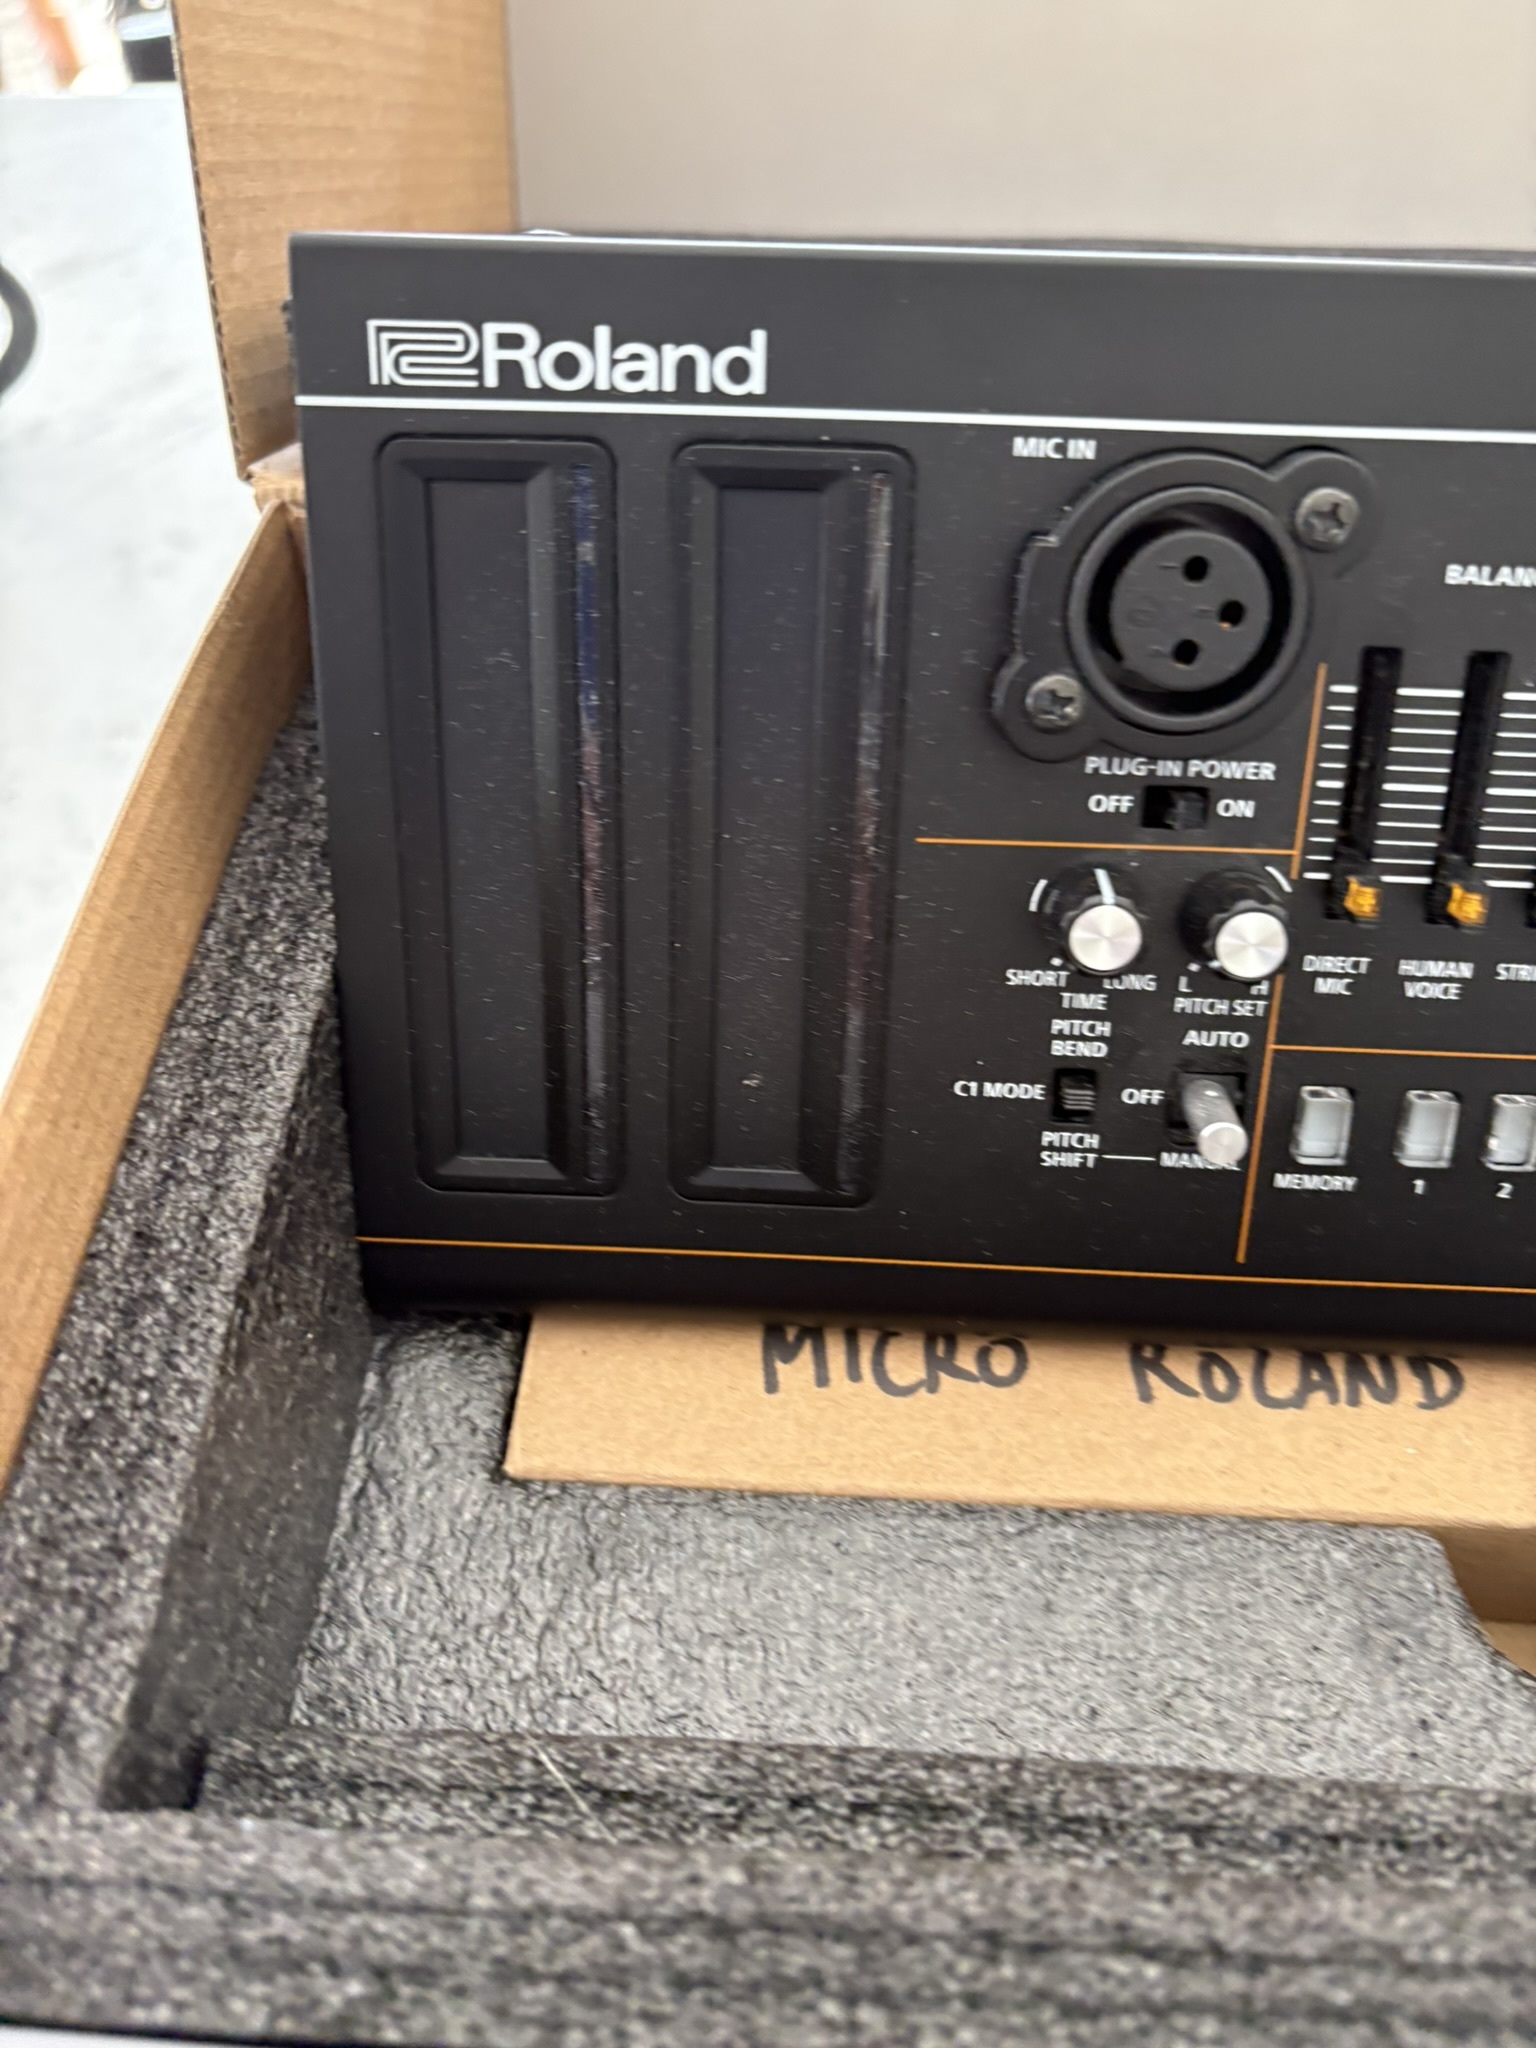 Roland
MIC IN
PLUG-IN POWER
OFF ON
SHORT LONG
TIME
L H
PITCH SET
PITCH
BEND
AUTO
C1 MODE
OFF
PITCH
SHIFT
MANUAL
DIRECT
MIC
HUMAN
VOICE
MEMORY
1
2
MICRO ROLAND